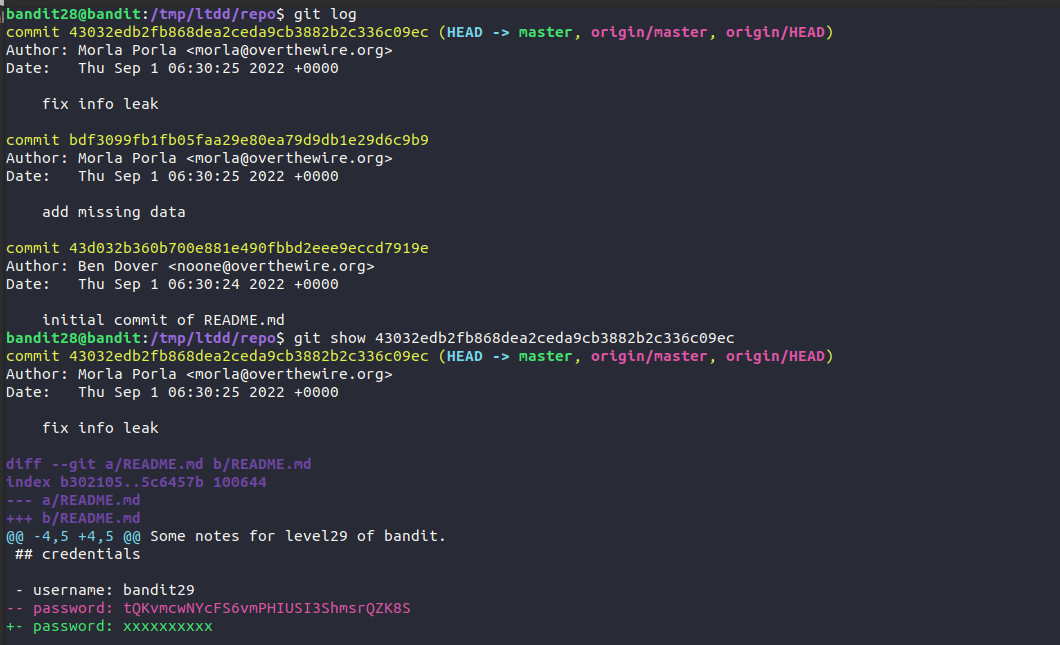 bandit28@bandit:/tmp/ltdd/repo$ git log
commit 43032edb2fb868dea2ceda9cb3882b2c336c09ec (HEAD -> master, origin/master, origin/HEAD)
Author: Morla Porla <morla@overthewire.org>
Date:   Thu Sep 1 06:30:25 2022 +0000

    fix info leak

commit bdf3099fb1fb05faa29e80ea79d9db1e29d6c9b9
Author: Morla Porla <morla@overthewire.org>
Date:   Thu Sep 1 06:30:25 2022 +0000

    add missing data

commit 43d032b360b700e881e490fbbd2eee9eccd7919e
Author: Ben Dover <noone@overthewire.org>
Date:   Thu Sep 1 06:30:24 2022 +0000

    initial commit of README.md
bandit28@bandit:/tmp/ltdd/repo$ git show 43032edb2fb868dea2ceda9cb3882b2c336c09ec
commit 43032edb2fb868dea2ceda9cb3882b2c336c09ec (HEAD -> master, origin/master, origin/HEAD)
Author: Morla Porla <morla@overthewire.org>
Date:   Thu Sep 1 06:30:25 2022 +0000

    fix info leak

diff --git a/README.md b/README.md
index b302105..5c6457b 100644
--- a/README.md
+++ b/README.md
@@ -4,5 +4,5 @@ Some notes for level29 of bandit.
 ## credentials

 - username: bandit29
-- password: tQKvmcwNYcFS6vmPHIUSI3ShmsrQZK8S
+- password: xxxxxxxxxx